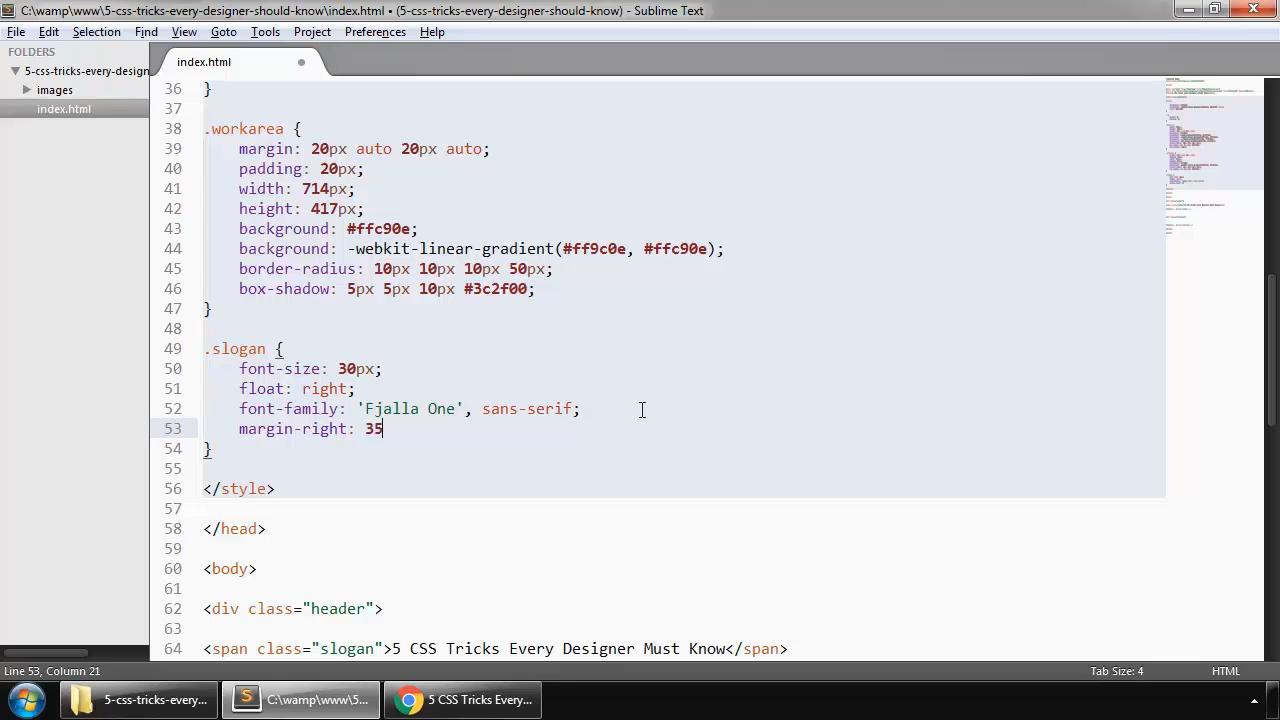 C:\wamp\www\5-css-tricks-every-designer-should-know\index.html • (5-css-tricks-every-designer-should-know) - Sublime Text
File Edit Selection Find View Goto Tools Project Preferences Help
FOLDERS
5-css-tricks-every-design
images
index.html
index.html
36 }
37
38 .workarea {
39 margin: 20px auto 20px auto;
40 padding: 20px;
41 width: 714px;
42 height: 417px;
43 background: #ffc90e;
44 background: -webkit-linear-gradient(#ff9c0e, #ffc90e);
45 border-radius: 10px 10px 10px 50px;
46 box-shadow: 5px 5px 10px #3c2f00;
47 }
48
49 .slogan {
50 font-size: 30px;
51 float: right;
52 font-family: 'Fjalla One', sans-serif;
53 margin-right: 35
54 }
55
56 </style>
57
58 </head>
59
60 <body>
61
62 <div class="header">
63
64 <span class="slogan">5 CSS Tricks Every Designer Must Know</span>
Line 53, Column 21
Tab Size: 4
HTML
5-css-tricks-every...
C:\wamp\www\5...
5 CSS Tricks Every...